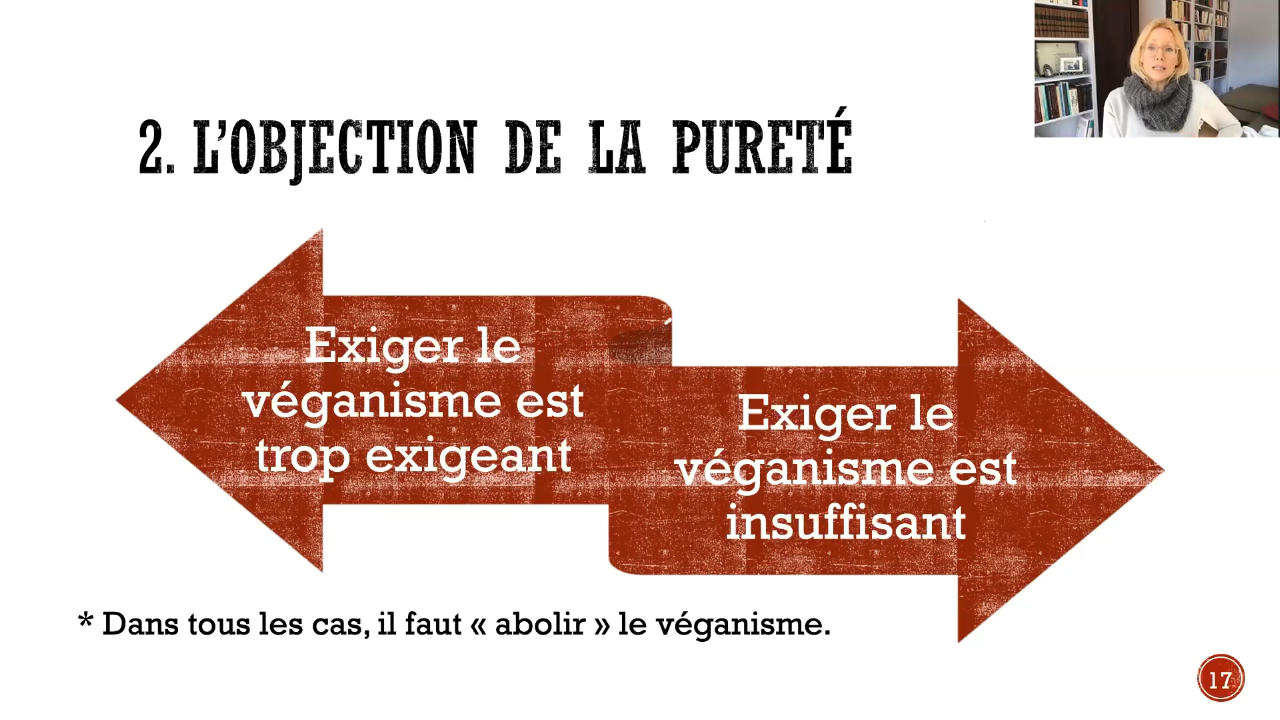 2. L'OBJECTION DE LA PURETÉ
Exiger le
véganisme est
trop exigeant
Exiger le
véganisme est
insuffisant
* Dans tous les cas, il faut « abolir » le véganisme.
17